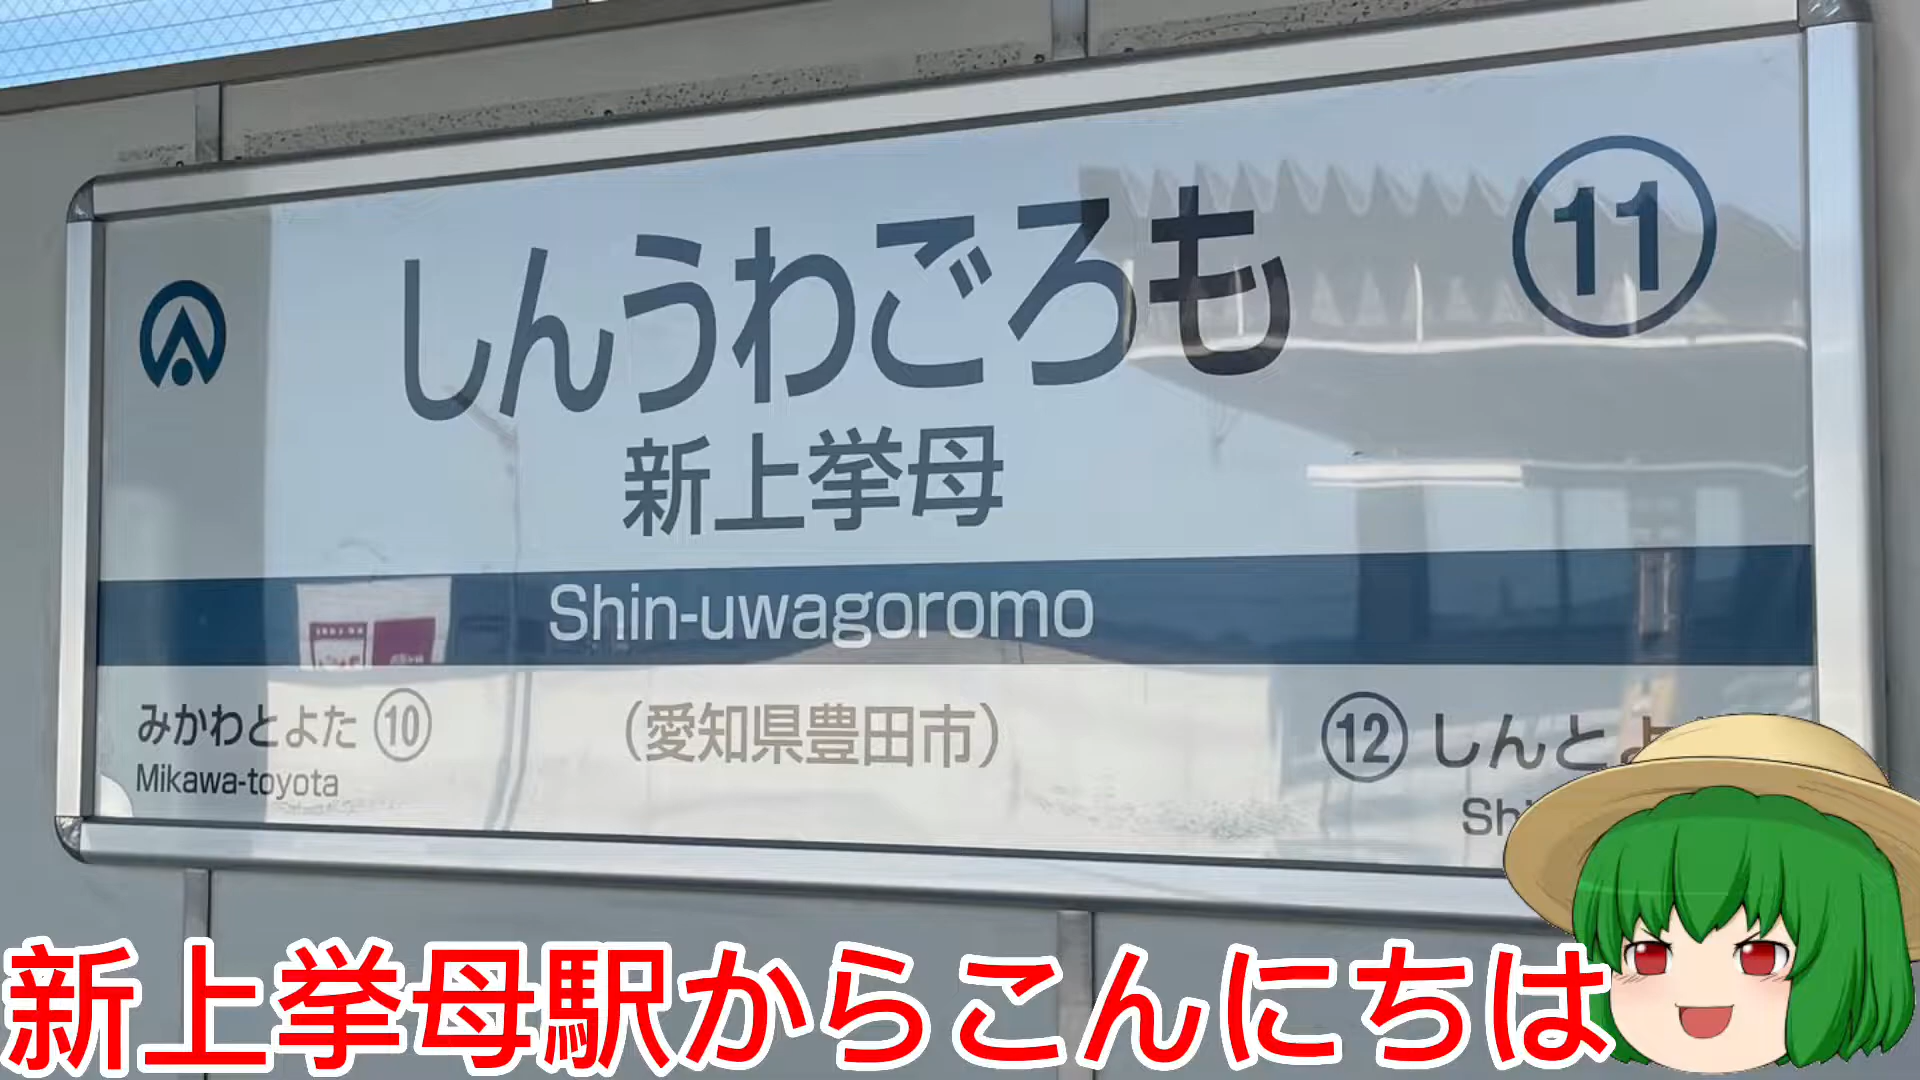 しんうわごろも
11
新上挙母
Shin-uwagoromo
みかわとよた 10
Mikawa-toyota
(愛知県豊田市)
12 しんと
新上挙母駅からこんにちは